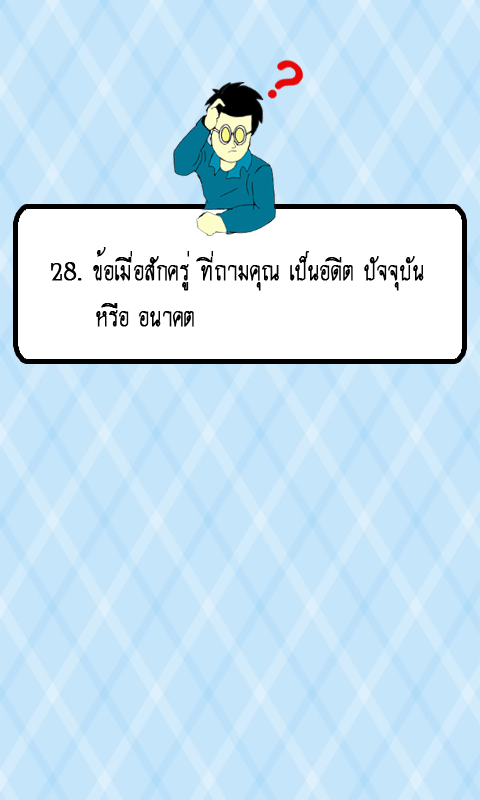 28. ข้อเมื่อสักครู่ ที่ถามคุณ เป็นอดีต ปัจจุบัน
หรือ อนาคต